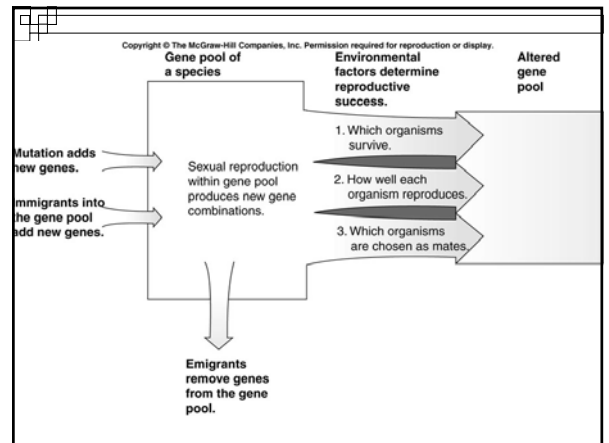 Copyright © The McGraw-Hill Companies, Inc. Permission required for reproduction or display.
Gene pool of
a species
Environmental
factors determine
reproductive
success.
Altered
gene
pool
Mutation adds
new genes.
Immigrants into
the gene pool
add new genes.
Sexual reproduction
within gene pool
produces new gene
combinations.
1. Which organisms
survive.
2. How well each
organism reproduces.
3. Which organisms
are chosen as mates.
Emigrants
remove genes
from the gene
pool.